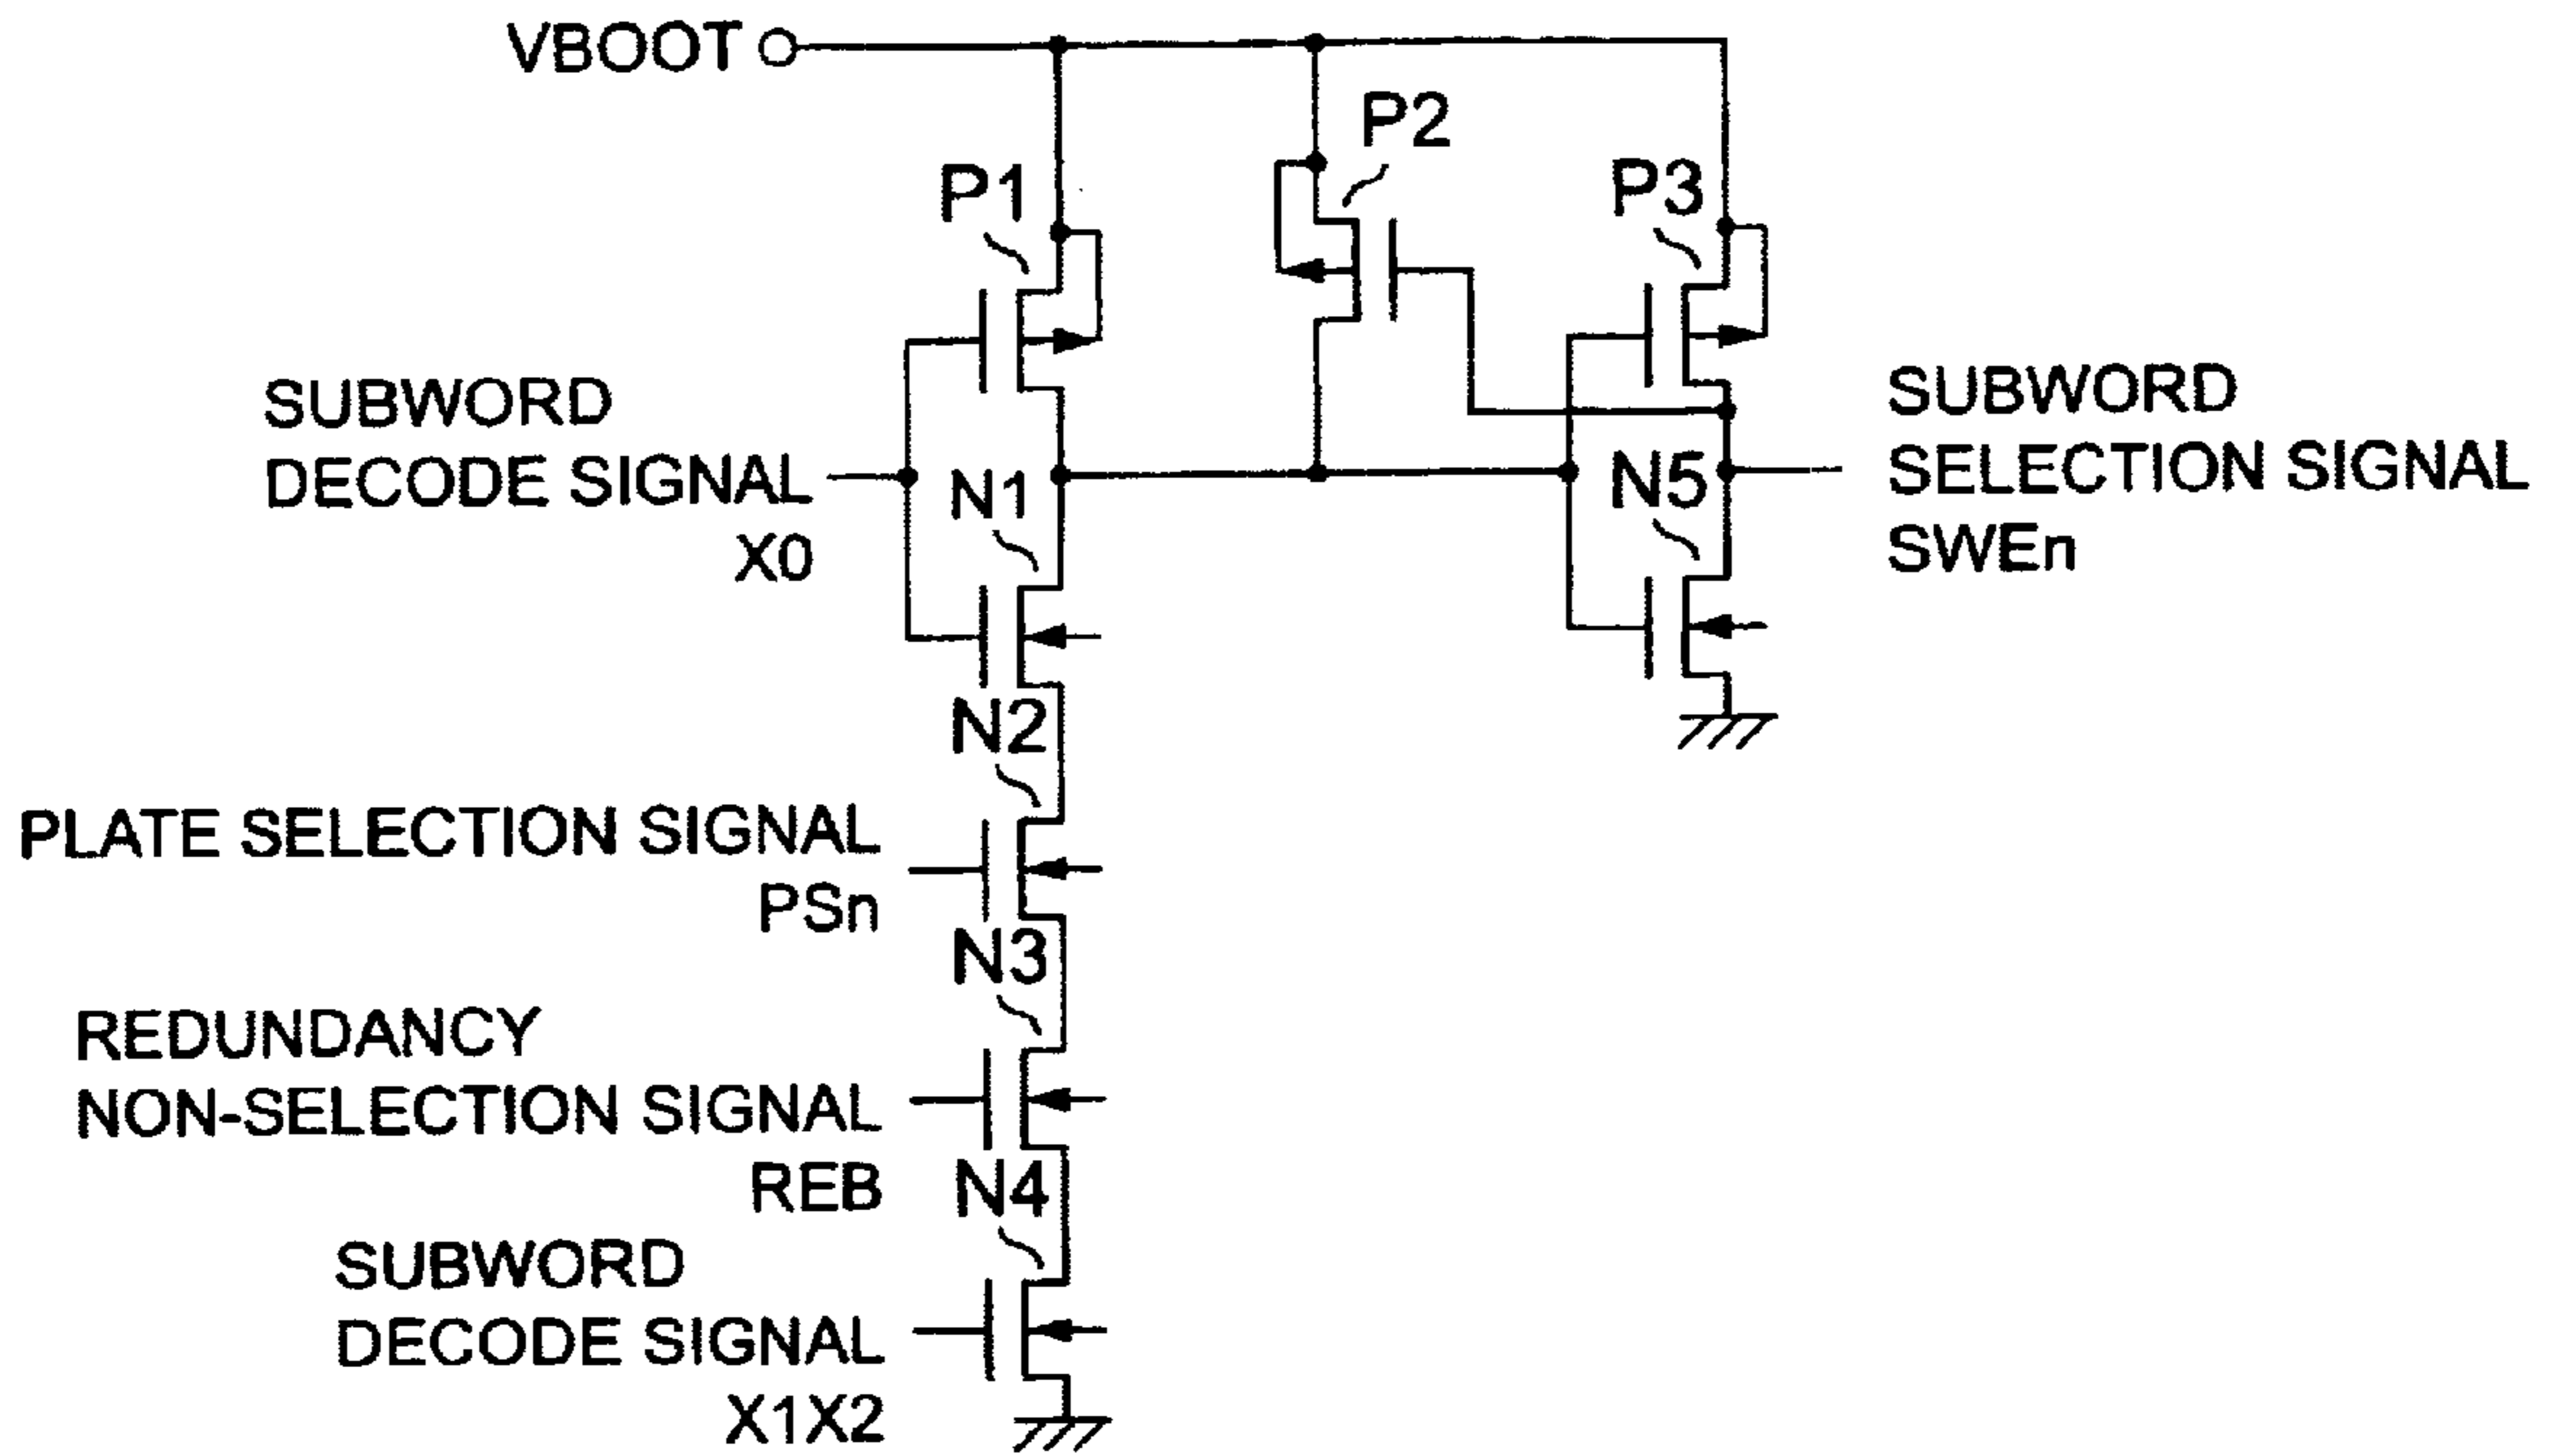 VBOOT
P2
P1
P3
SUBWORD
DECODE SIGNAL
X0
N1
N5
SUBWORD
SELECTION SIGNAL
SWEn
N2
PLATE SELECTION SIGNAL
PSn
N3
REDUNDANCY
NON-SELECTION SIGNAL
REB
N4
SUBWORD
DECODE SIGNAL
X1X2